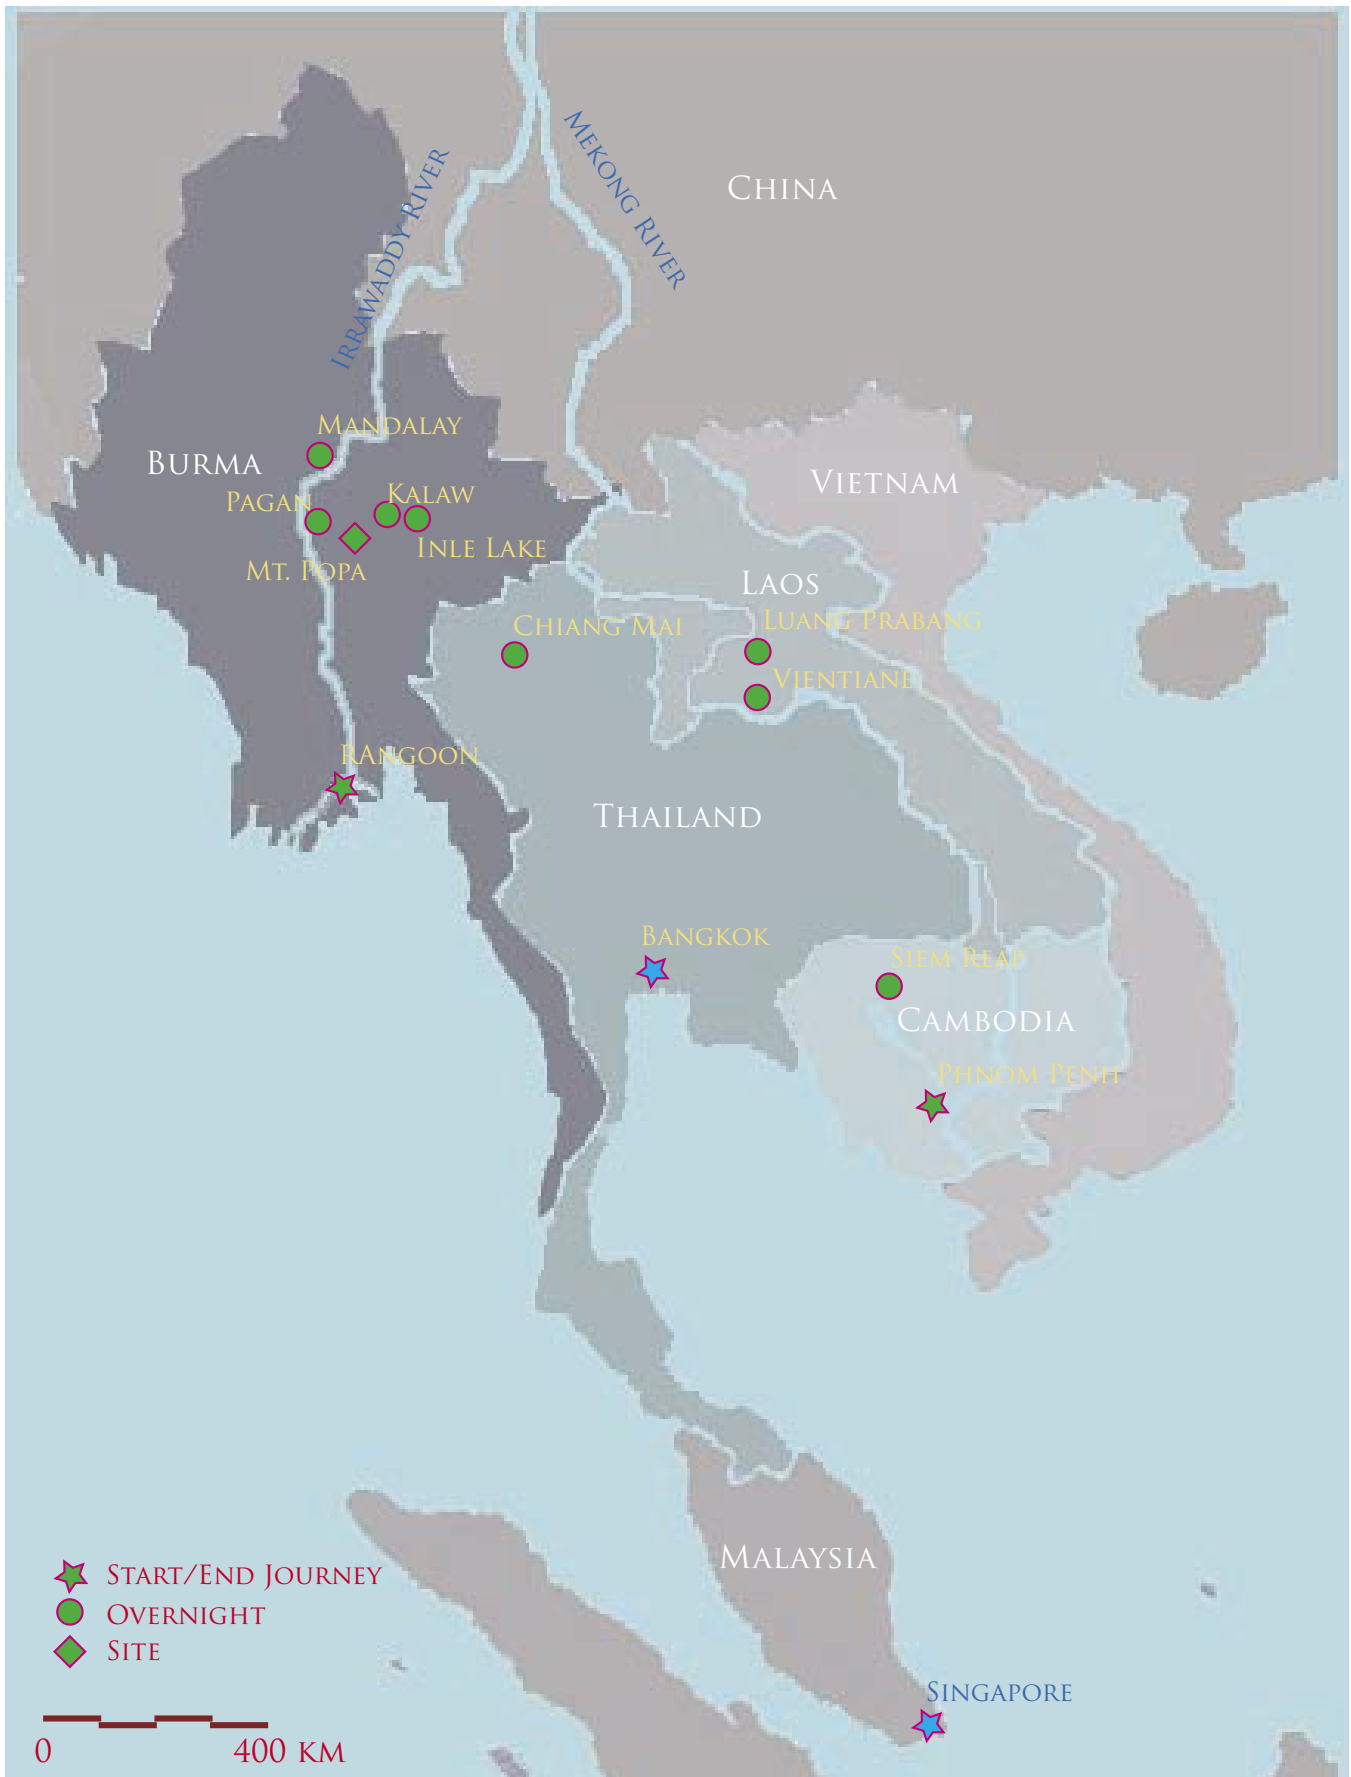 Mekong River
China
Irrawaddy River
Mandalay
Burma
Vietnam
Pagan
Kalaw
Inle Lake
Mt. Popa
Laos
Chiang Mai
Luang Prabang
Vientiane
RAngoon
Thailand
Bangkok
Siem Reap
Cambodia
Phnom Penh
Malaysia
Start/End Journey
Overnight
Site
Singapore
0 400 km